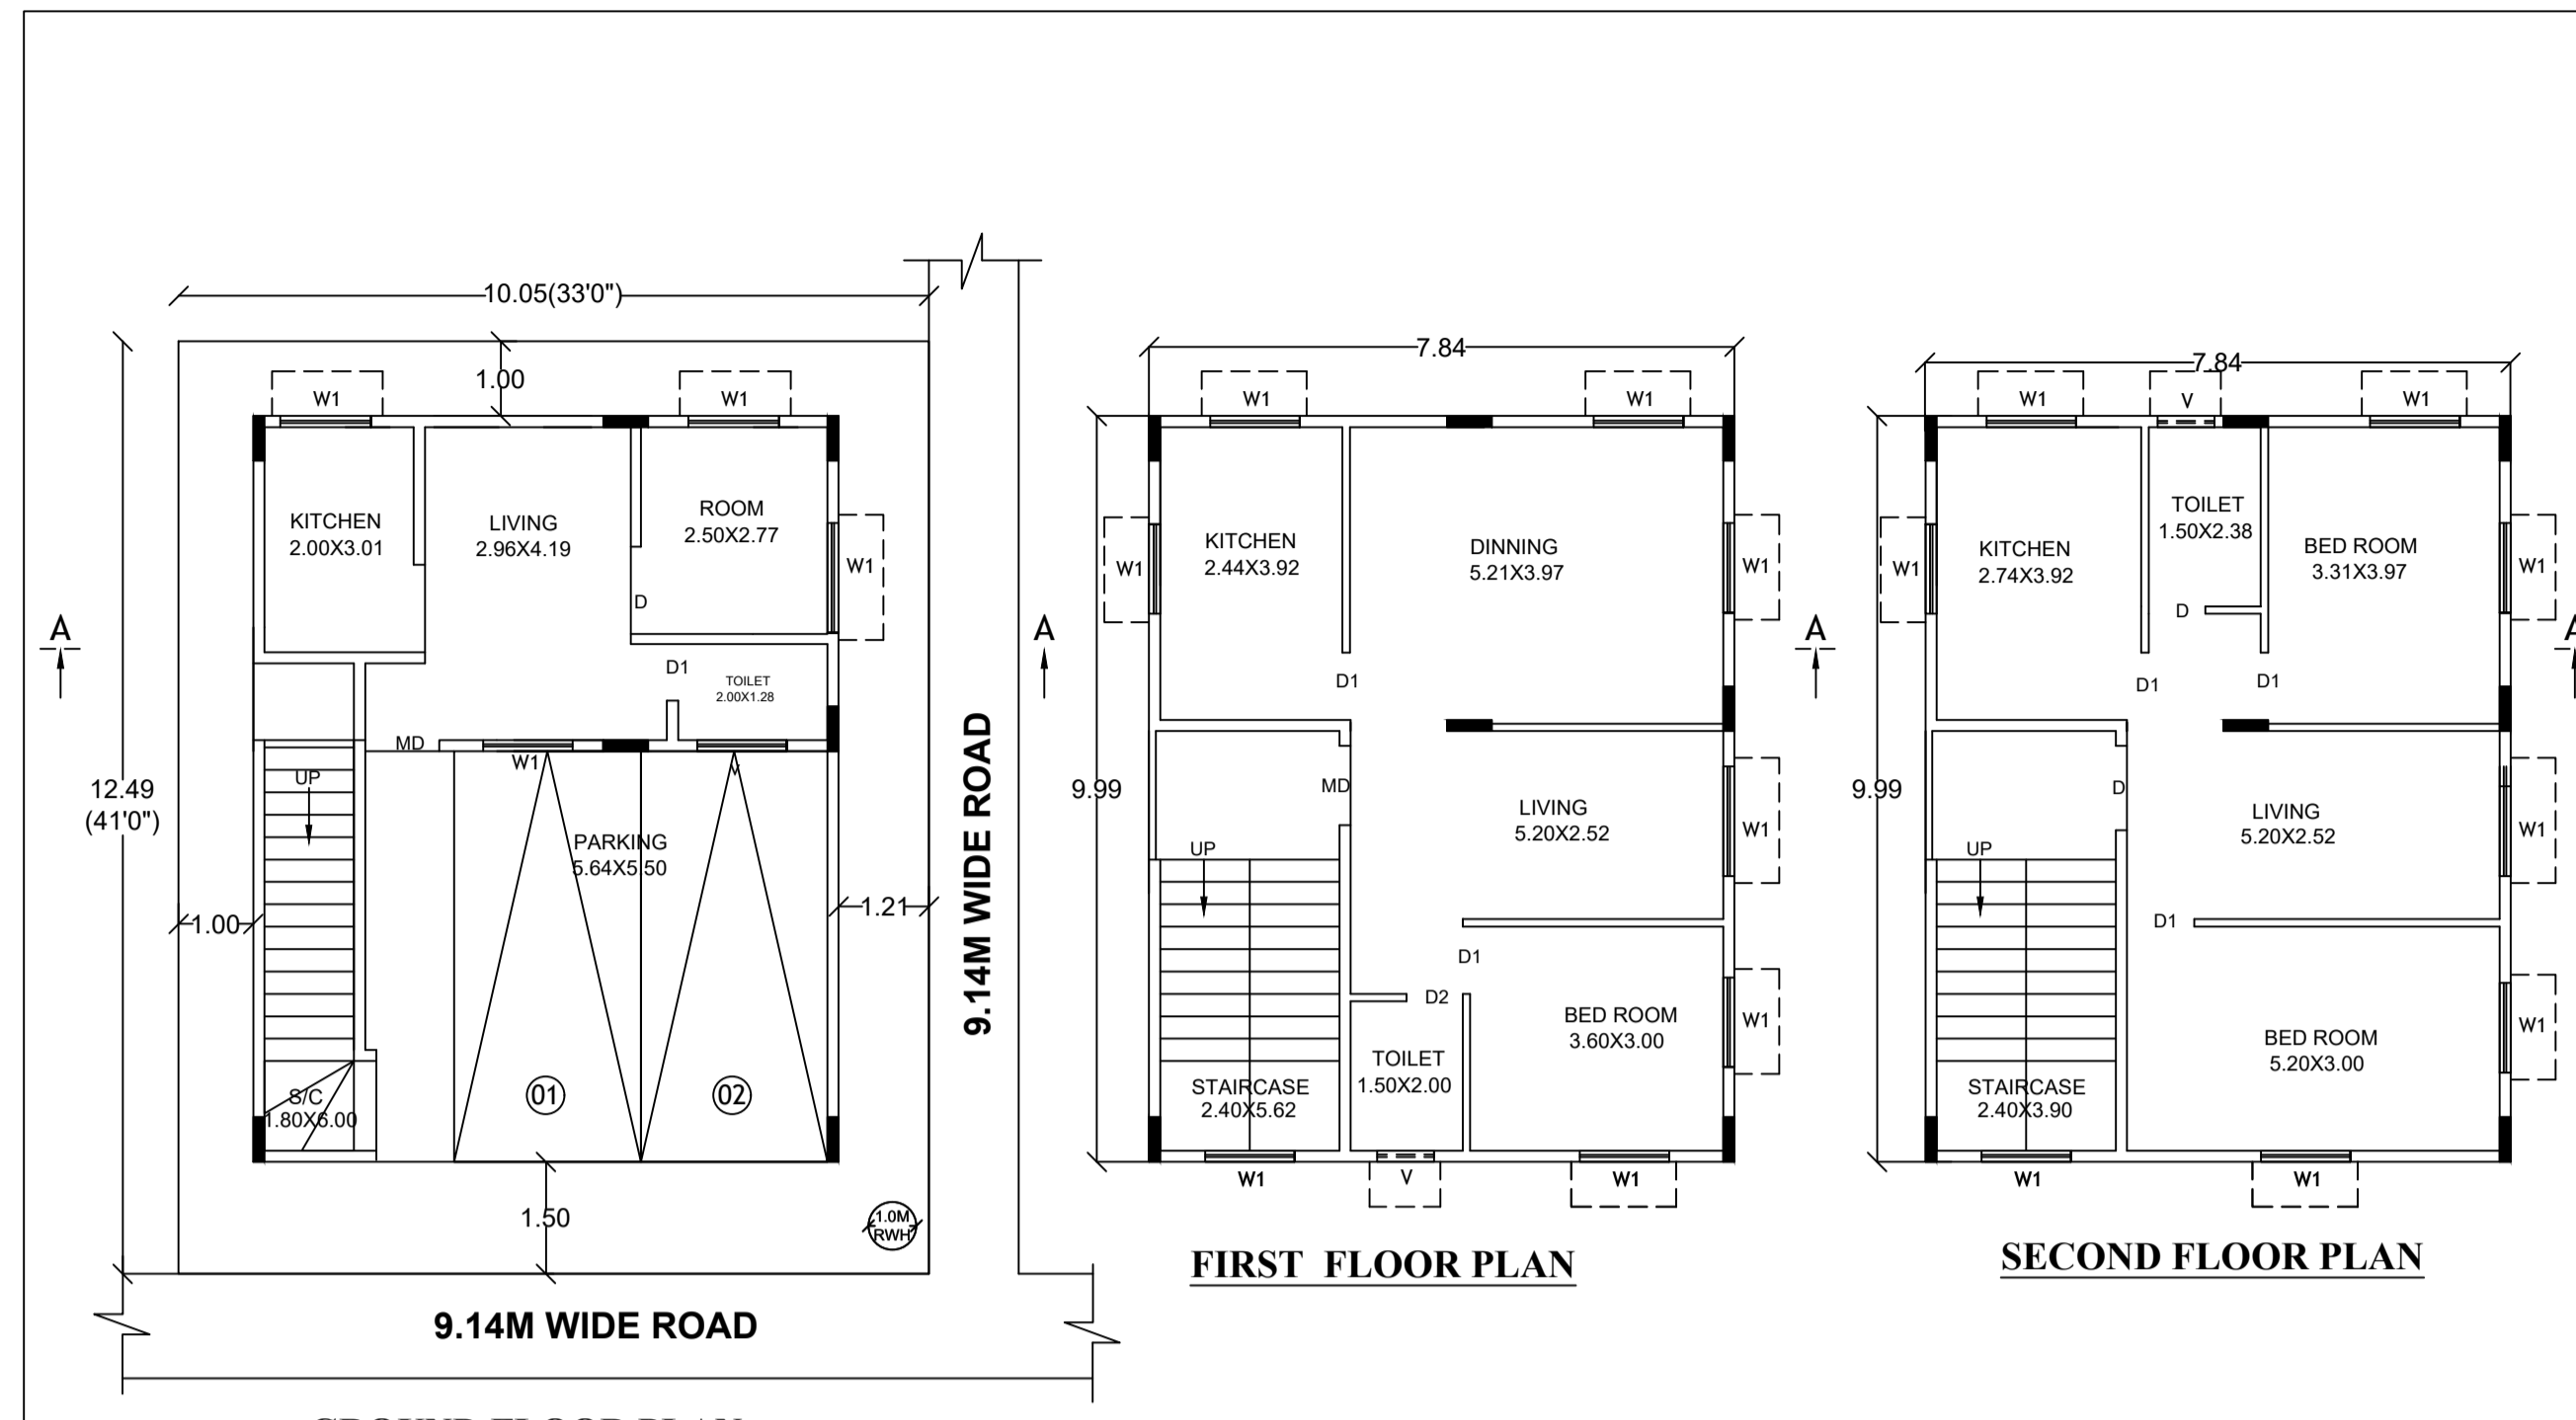 10.05(33'0")
1.00
W1
W1
KITCHEN
2.00X3.01
LIVING
2.96X4.19
ROOM
2.50X2.77
W1
D
A
D1
TOILET
2.00X1.28
MD
W1
V
UP
12.49
(41'0")
PARKING
5.64X5.50
1.00
1.21
S/C
1.80X6.00
01
02
1.50
1.0M
RWH
9.14M WIDE ROAD
9.14M WIDE ROAD
GROUND FLOOR PLAN
7.84
W1
W1
KITCHEN
2.44X3.92
DINNING
5.21X3.97
W1
W1
A
D1
9.99
MD
LIVING
5.20X2.52
W1
UP
D1
D2
BED ROOM
3.60X3.00
W1
TOILET
1.50X2.00
STAIRCASE
2.40X5.62
W1
V
W1
FIRST FLOOR PLAN
7.84
W1
V
W1
KITCHEN
2.74X3.92
TOILET
1.50X2.38
BED ROOM
3.31X3.97
W1
W1
D
A
A
D1
D1
9.99
D
LIVING
5.20X2.52
W1
UP
D1
BED ROOM
5.20X3.00
W1
STAIRCASE
2.40X3.90
W1
W1
SECOND FLOOR PLAN